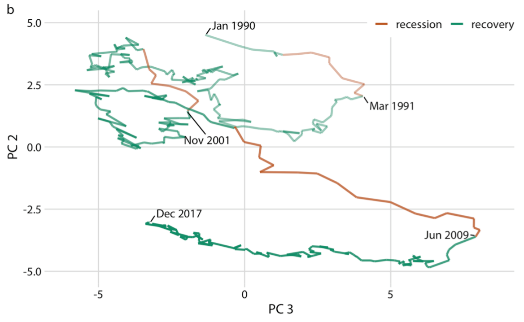 b
Jan 1990
recession
recovery
5.0
2.5
0.0
-2.5
-5.0
PC 2
Mar 1991
Nov 2001
Dec 2017
Jun 2009
-5
0
5
PC 3